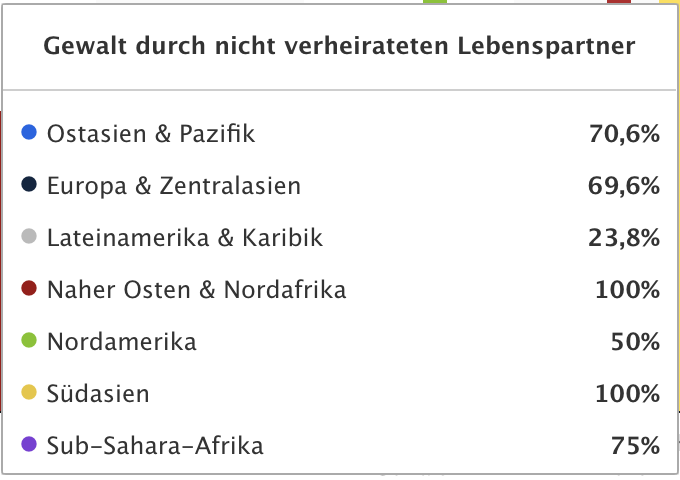 Gewalt durch nicht verheirateten Lebenspartner
Ostasien & Pazifik 70,6%
Europa & Zentralasien 69,6%
Lateinamerika & Karibik 23,8%
Naher Osten & Nordafrika 100%
Nordamerika 50%
Südasien 100%
Sub-Sahara-Afrika 75%